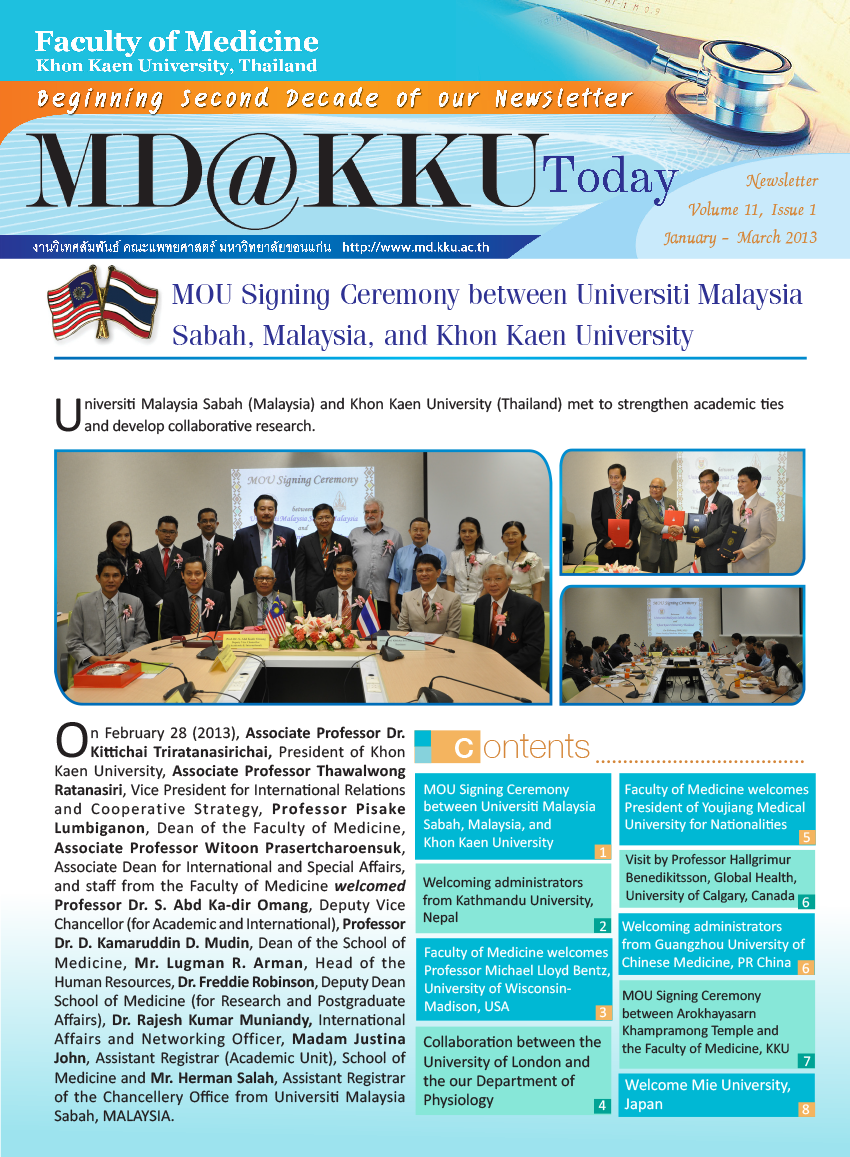 Faculty of Medicine
Khon Kaen University, Thailand
Beginning Second Decade of our Newsletter
MD@KKU Today
Newsletter
Volume 11, Issue 1
January – March 2013
งานวิเทศสัมพันธ์ คณะแพทยศาสตร์ มหาวิทยาลัยขอนแก่น http://www.md.kku.ac.th
MOU Signing Ceremony between Universiti Malaysia
Sabah, Malaysia, and Khon Kaen University
Universiti Malaysia Sabah (Malaysia) and Khon Kaen University (Thailand) met to strengthen academic ties
and develop collaborative research.
MOU Signing Ceremony
between
MOU Signing Ceremony
On February 28 (2013), Associate Professor Dr.
Kittichai Triratanasirichai, President of Khon
Kaen University, Associate Professor Thawalwong
Ratanasiri, Vice President for International Relations
and Cooperative Strategy, Professor Pisake
Lumbiganon, Dean of the Faculty of Medicine,
Associate Professor Witoon Prasertcharoensuk,
Associate Dean for International and Special Affairs,
and staff from the Faculty of Medicine welcomed
Professor Dr. S. Abd Ka-dir Omang, Deputy Vice
Chancellor (for Academic and International), Professor
Dr. D. Kamaruddin D. Mudin, Dean of the School of
Medicine, Mr. Lugman R. Arman, Head of the
Human Resources, Dr. Freddie Robinson, Deputy Dean
School of Medicine (for Research and Postgraduate
Affairs), Dr. Rajesh Kumar Muniandy, International
Affairs and Networking Officer, Madam Justina
John, Assistant Registrar (Academic Unit), School of
Medicine and Mr. Herman Salah, Assistant Registrar
of the Chancellery Office from Universiti Malaysia
Sabah, MALAYSIA.
Contents
MOU Signing Ceremony
between Universiti Malaysia
Sabah, Malaysia, and
Khon Kaen University
1
Welcoming administrators
from Kathmandu University,
Nepal
2
Faculty of Medicine welcomes
Professor Michael Lloyd Bentz,
University of Wisconsin-
Madison, USA
3
Collaboration between the
University of London and
the our Department of
Physiology
4
Faculty of Medicine welcomes
President of Youjiang Medical
University for Nationalities
5
Visit by Professor Hallgrimur
Benedikitsson, Global Health,
University of Calgary, Canada
6
Welcoming administrators
from Guangzhou University of
Chinese Medicine, PR China
6
MOU Signing Ceremony
between Arokhayasarn
Khampramong Temple and
the Faculty of Medicine, KKU
7
Welcome Mie University,
Japan
8